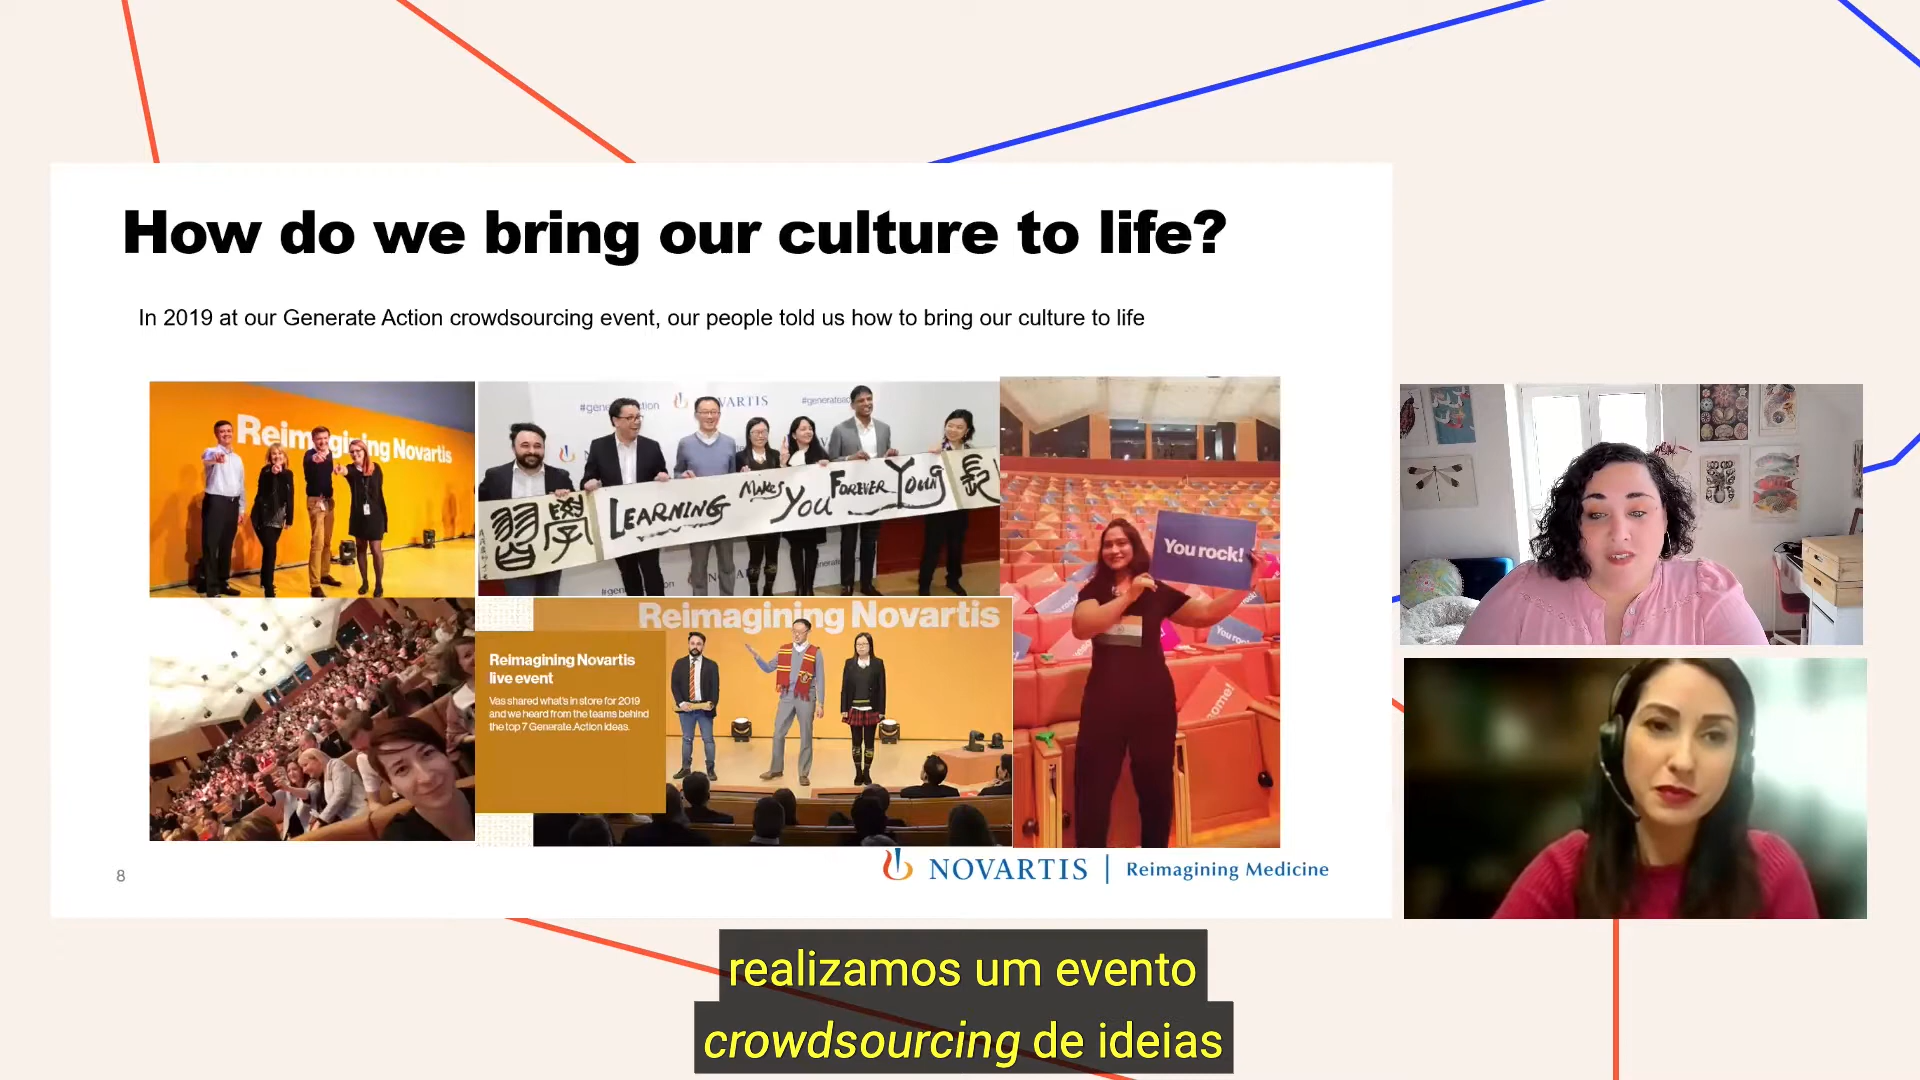 How do we bring our culture to life?
In 2019 at our Generate Action crowdsourcing event, our people told us how to bring our culture to life
Reimagining Novartis
NOVARTIS
習學 LEARNING MAKES YOU FOREVER YOUNG
You rock!
Reimagining Novartis
Reimagining Novartis
live event
Vas shared what's in store for 2019
and we heard from the teams behind
the top 7 Generate Action ideas.
8
NOVARTIS | Reimagining Medicine
realizamos um evento
crowdsourcing de ideias